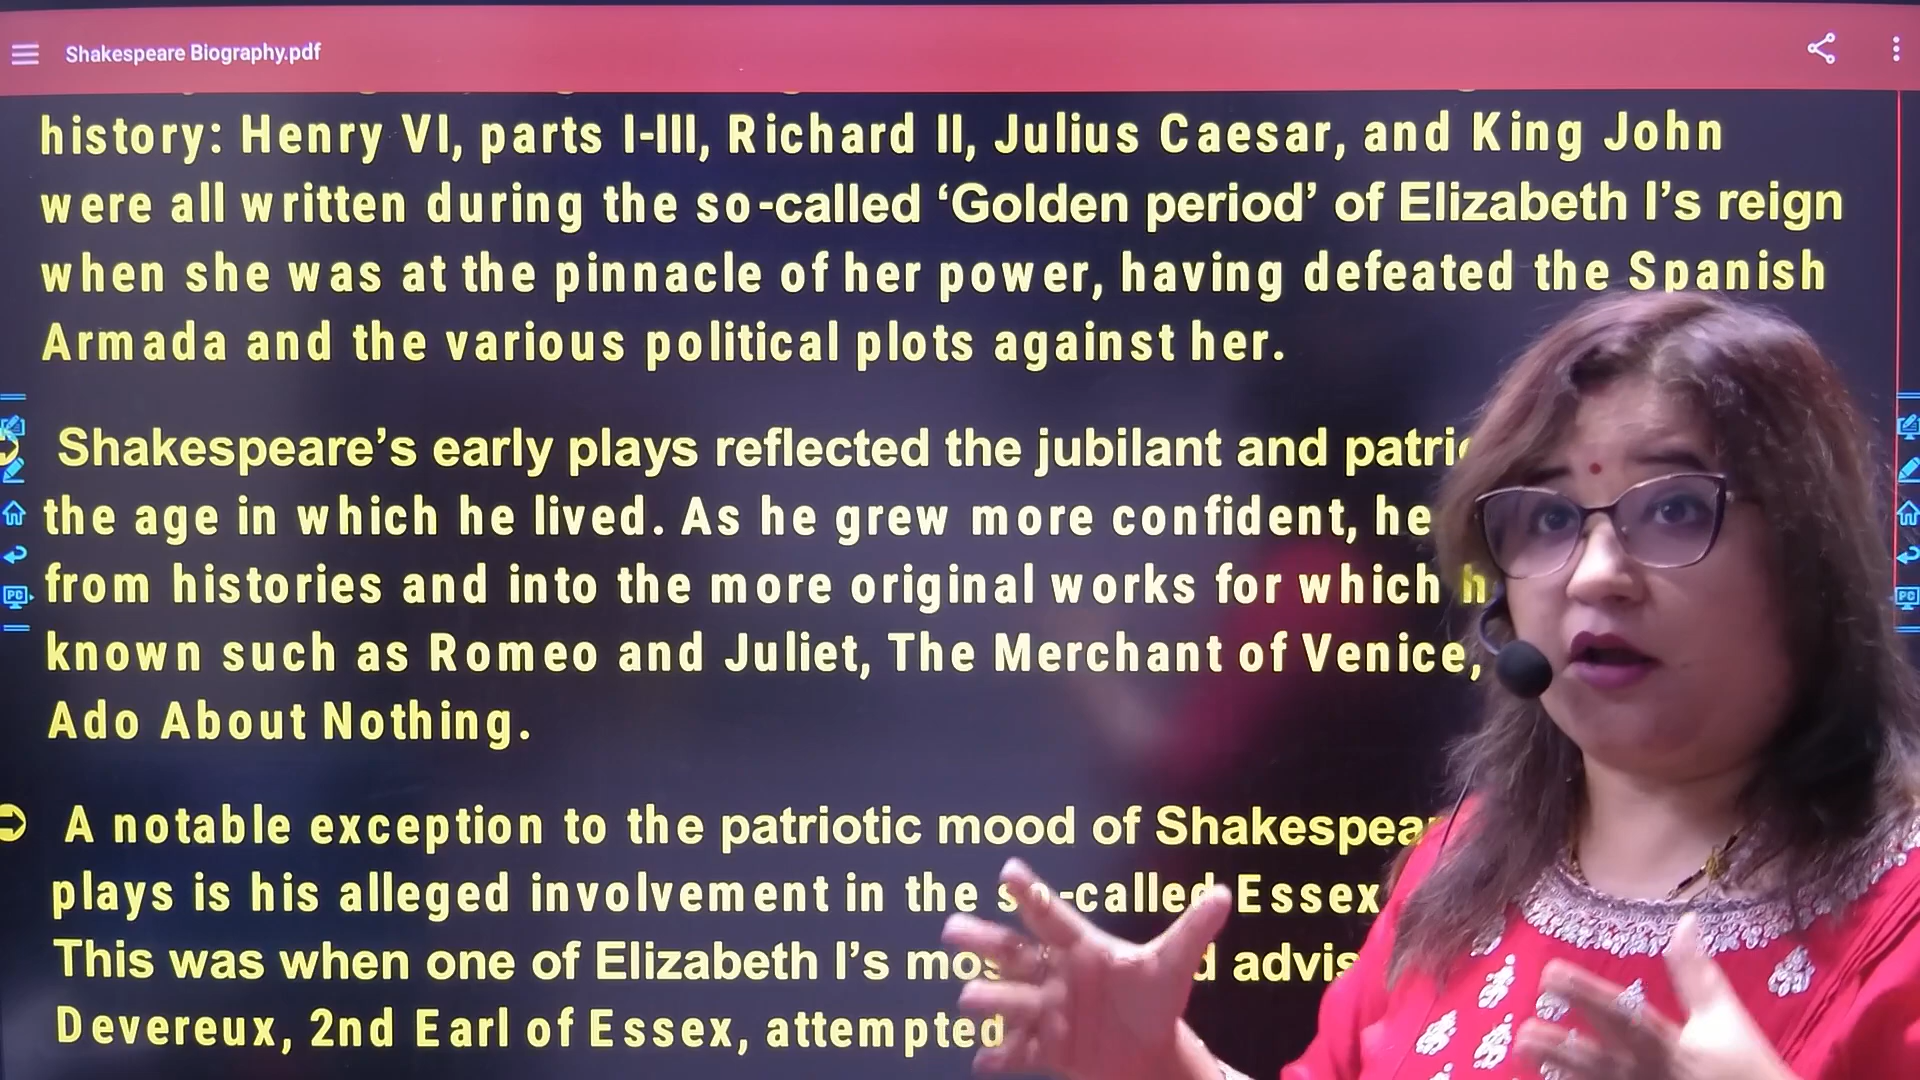 Shakespeare Biography.pdf
history: Henry VI, parts I-III, Richard II, Julius Caesar, and King John
were all written during the so-called ‘Golden period’ of Elizabeth I’s reign
when she was at the pinnacle of her power, having defeated the Spanish
Armada and the various political plots against her.
Shakespeare’s early plays reflected the jubilant and
the age in which he lived. As he grew more confident, he
from histories and into the more original works for which
known such as Romeo and Juliet, The Merchant of Venice,
Ado About Nothing.
A notable exception to the patriotic mood of
plays is his alleged involvement in the so-called Essex
This was when one of Elizabeth I’s
Devereux, 2nd Earl of Essex, attempted